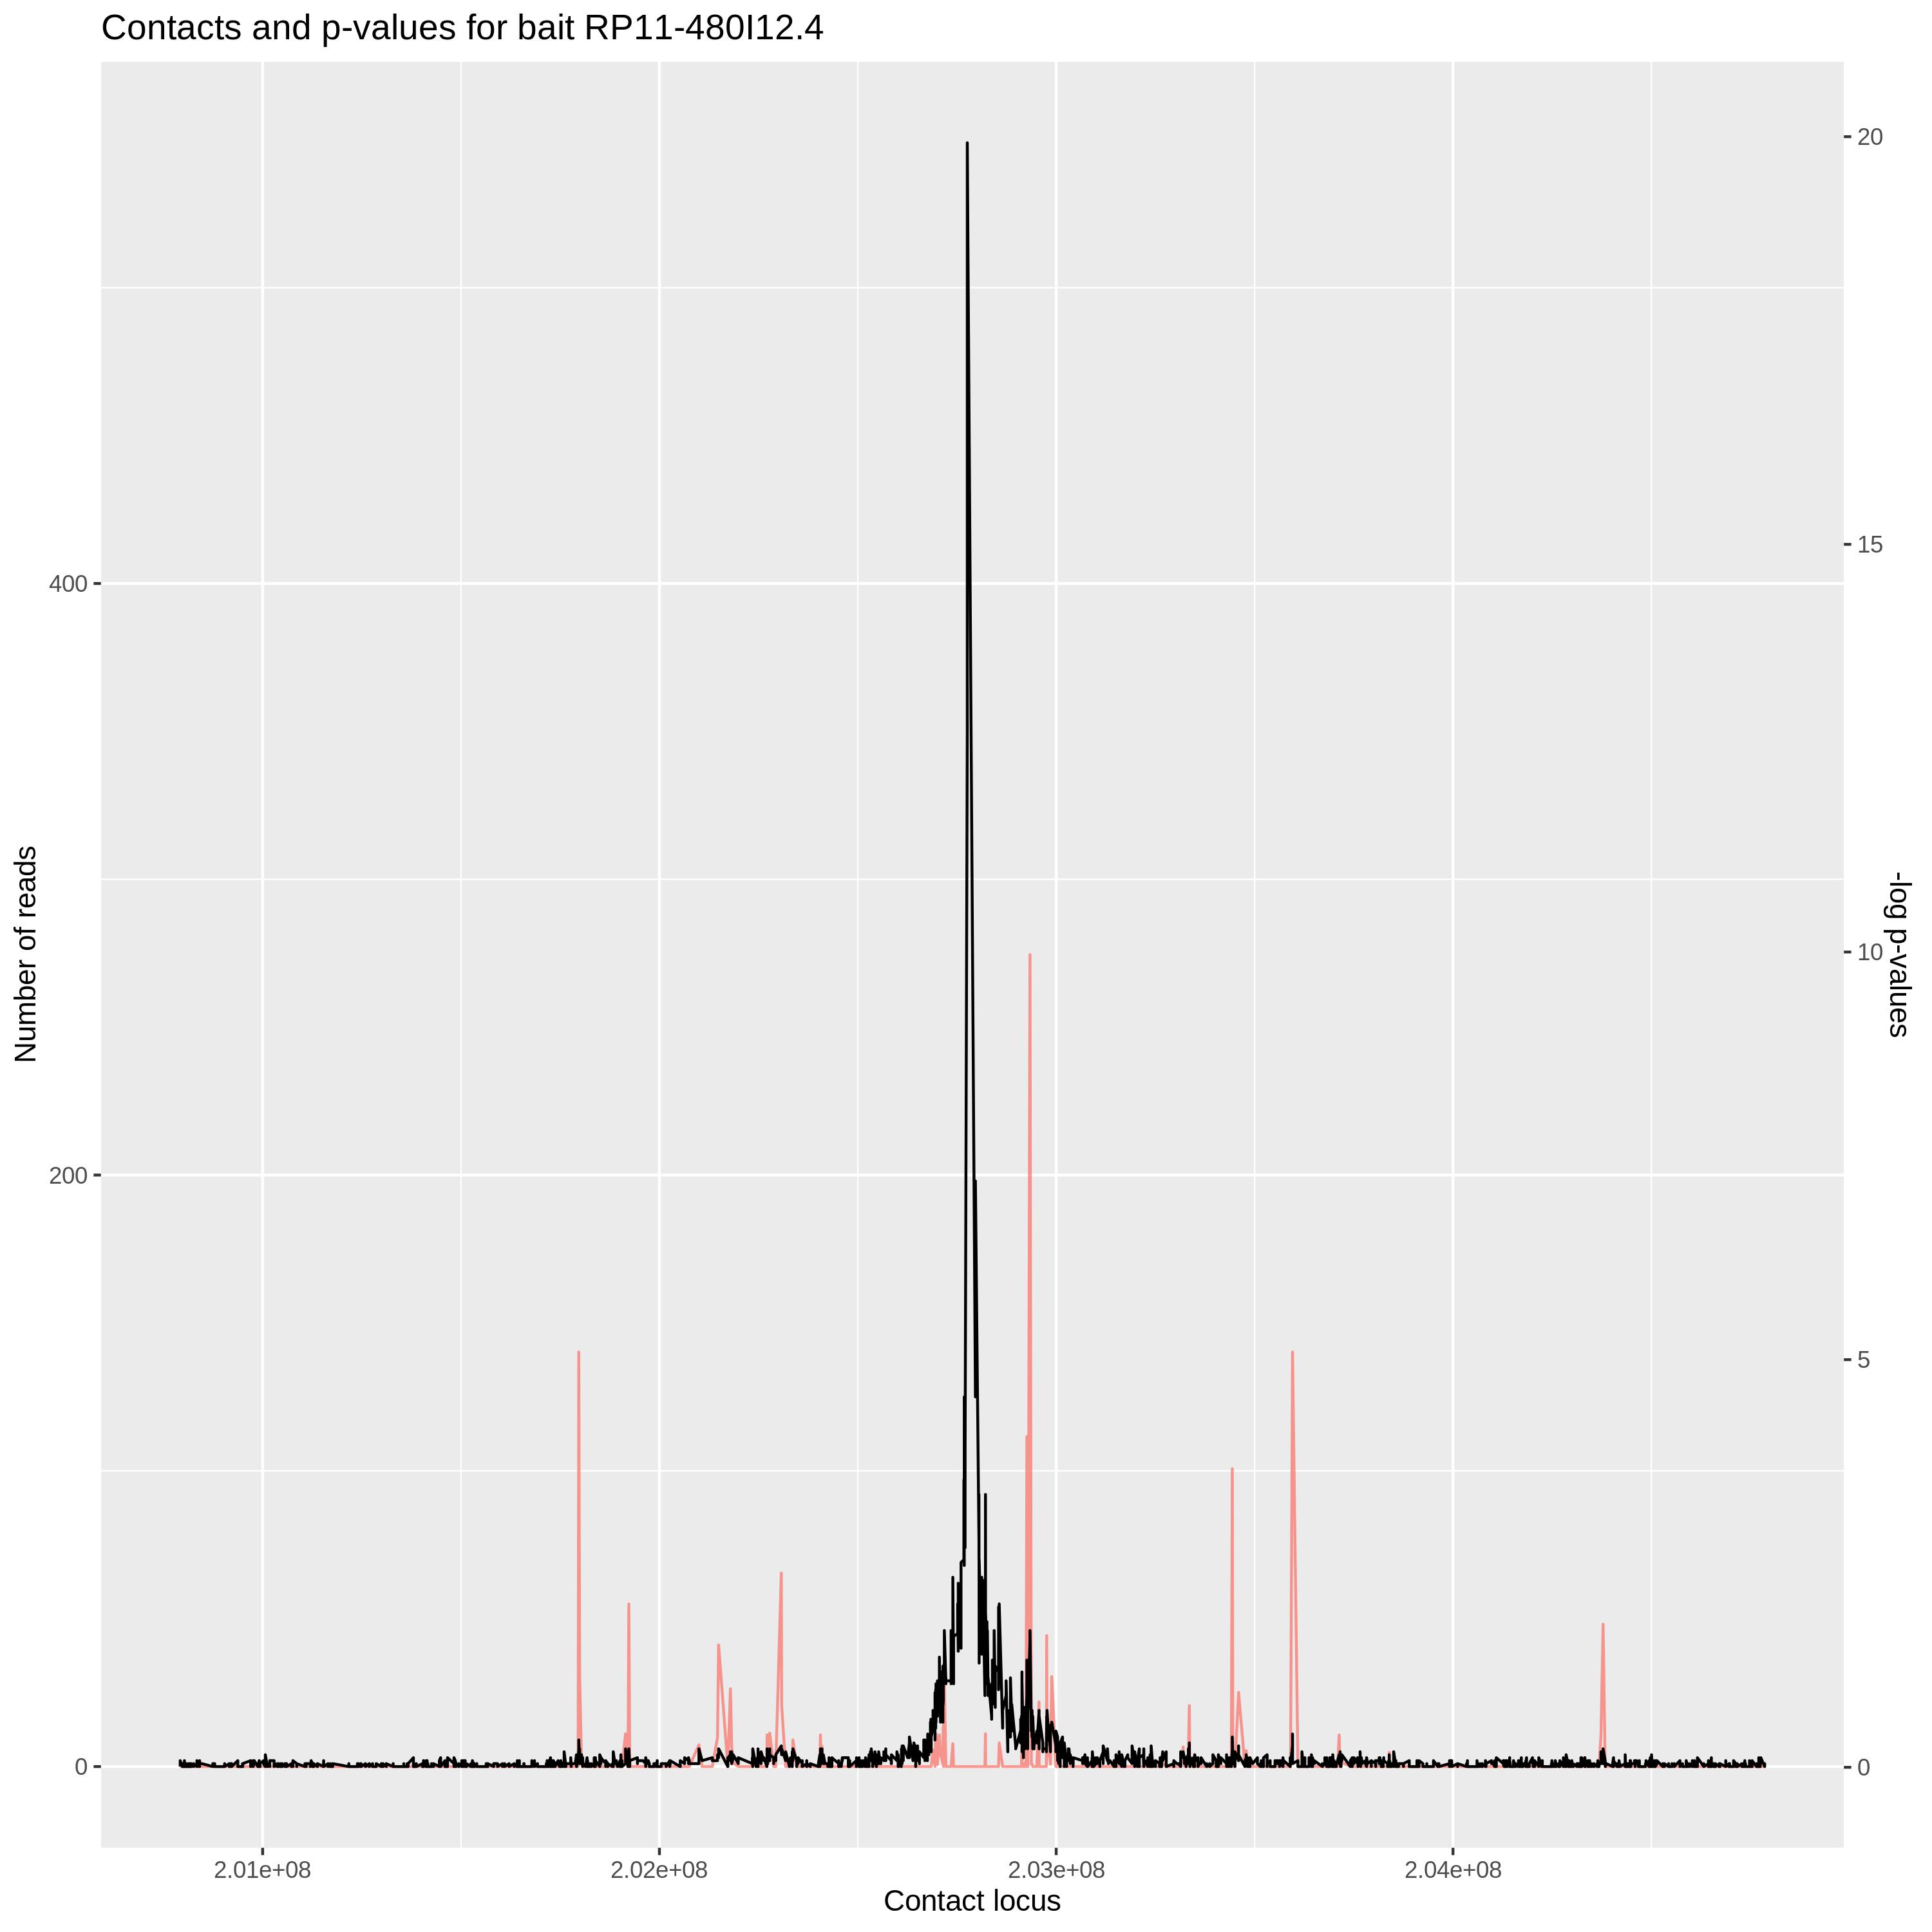 Contacts and p-values for bait RP11-480I12.4
20
15
400
Number of reads
-log p-values
10
200
5
0
0
2.01e+08
2.02e+08
2.03e+08
2.04e+08
Contact locus